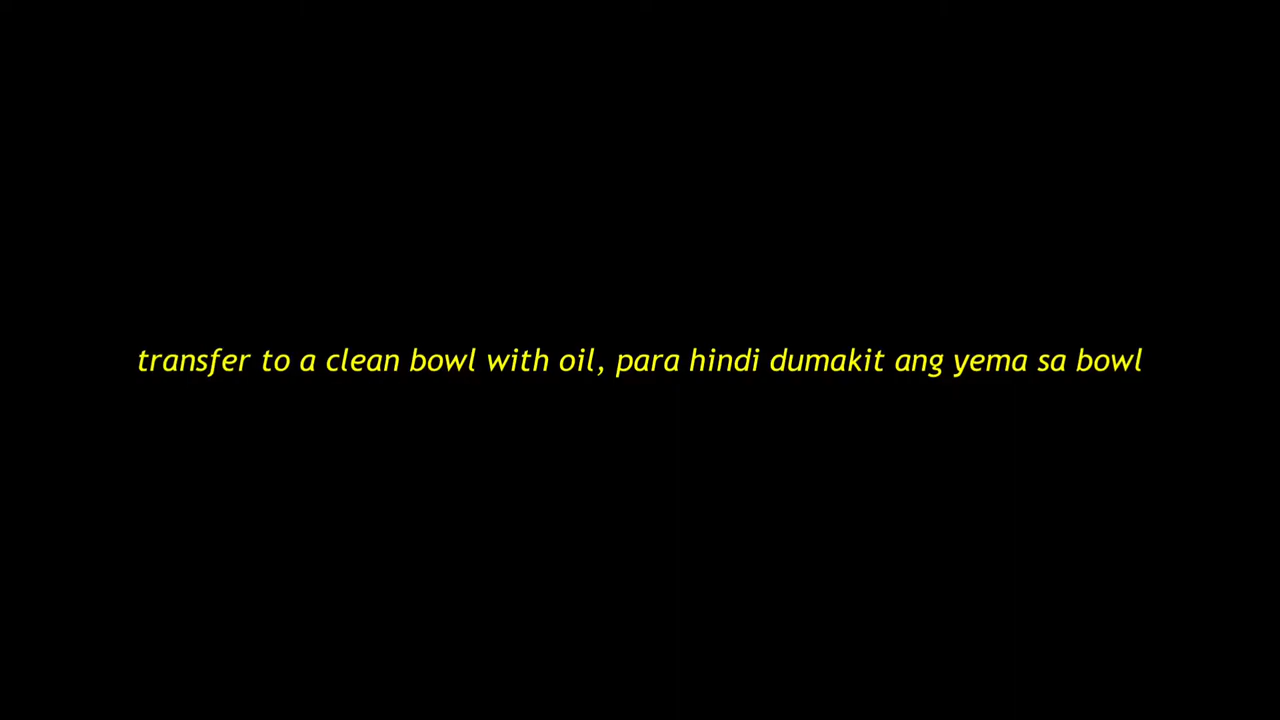 transfer to a clean bowl with oil, para hindi dumakit ang yema sa bowl